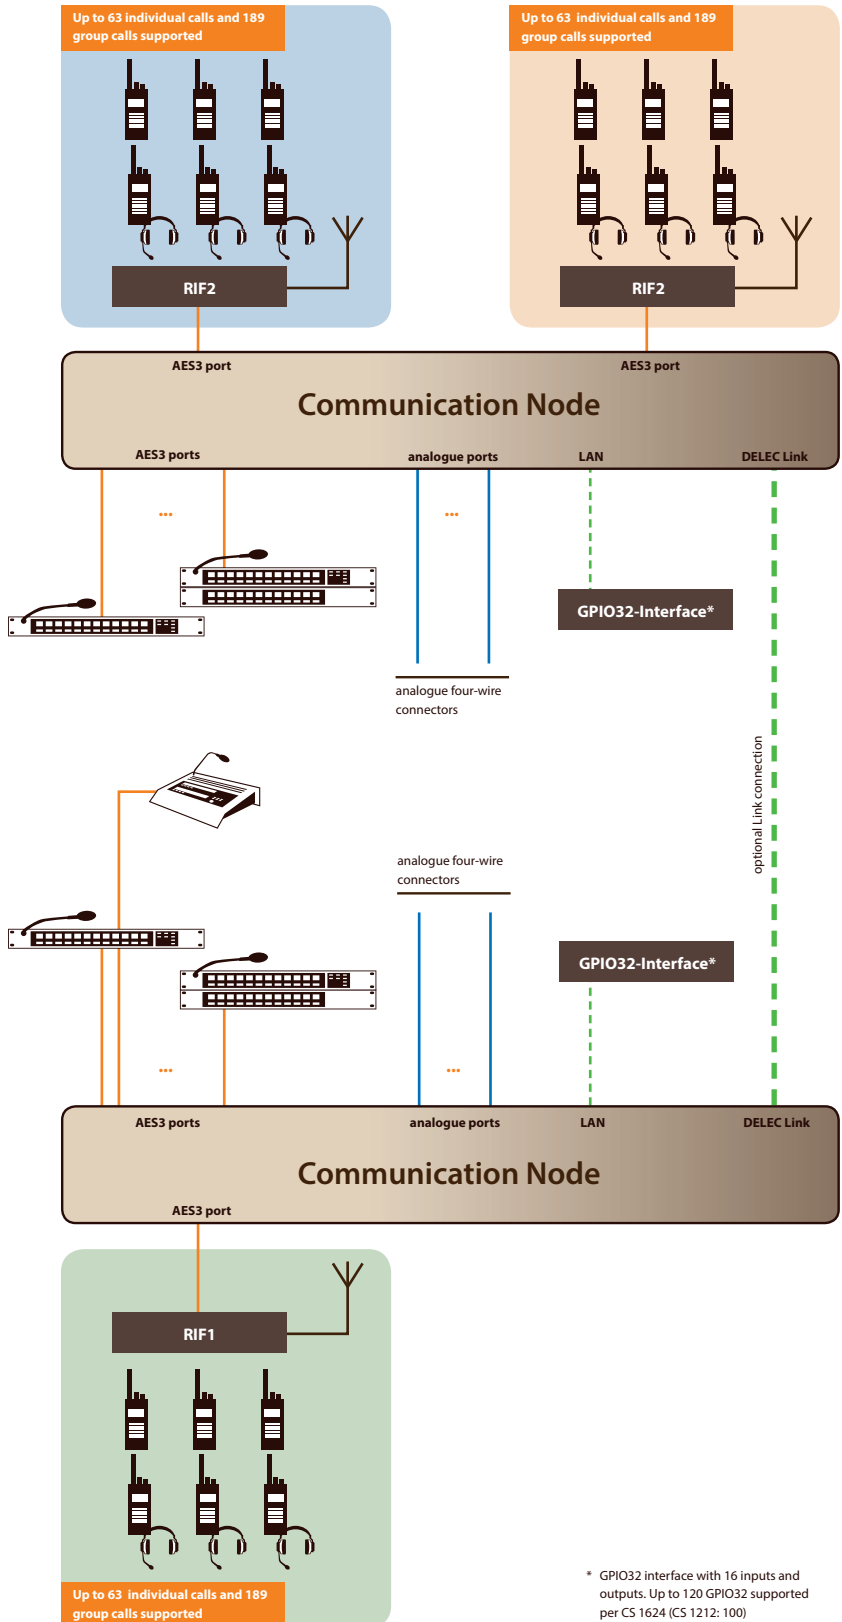 Up to 63 individual calls and 189
group calls supported
Up to 63 individual calls and 189
group calls supported
RIF2
RIF2
AES3 port
AES3 port
Communication Node
AES3 ports
analogue ports
LAN
DELEC Link
...
...
GPIO32-Interface*
analogue four-wire
connectors
optional Link connection
analogue four-wire
connectors
GPIO32-Interface*
...
...
AES3 ports
analogue ports
LAN
DELEC Link
Communication Node
AES3 port
RIF1
Up to 63 individual calls and 189
group calls supported
* GPIO32 interface with 16 inputs and
outputs. Up to 120 GPIO32 supported
per CS 1624 (CS 1212: 100)